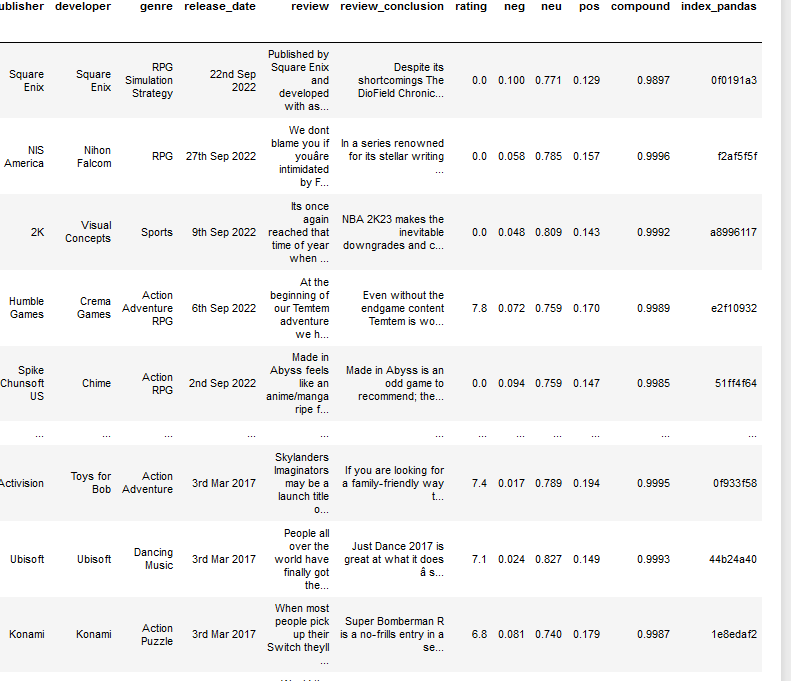 ublisher developer genre release_date review review_conclusion rating neg neu pos compound index_pandas
Square Enix Square Enix RPG Simulation Strategy 22nd Sep 2022 Published by Square Enix and developed with as... Despite its shortcomings The DioField Chronic... 0.0 0.100 0.771 0.129 0.9897 0f0191a3
NIS America Nihon Falcom RPG 27th Sep 2022 We dont blame you if youâre intimidated by F... In a series renowned for its stellar writing ... 0.0 0.058 0.785 0.157 0.9996 f2af5f5f
2K Visual Concepts Sports 9th Sep 2022 Its once again reached that time of year when ... NBA 2K23 makes the inevitable downgrades and c... 0.0 0.048 0.809 0.143 0.9992 a8996117
Humble Games Crema Games Action Adventure RPG 6th Sep 2022 At the beginning of our Temtem adventure we h... Even without the endgame content Temtem is wo... 7.8 0.072 0.759 0.170 0.9989 e2f10932
Spike Chunsoft US Chime Action RPG 2nd Sep 2022 Made in Abyss feels like an anime/manga ripe f... Made in Abyss is an odd game to recommend; the... 0.0 0.094 0.759 0.147 0.9985 51ff4f64
... ... ... ... ... ... ... ... ... ... ... ...
Activision Toys for Bob Action Adventure 3rd Mar 2017 Skylanders Imaginators may be a launch title o... If you are looking for a family-friendly way t... 7.4 0.017 0.789 0.194 0.9995 0f933f58
Ubisoft Ubisoft Dancing Music 3rd Mar 2017 People all over the world have finally got the... Just Dance 2017 is great at what it does â s... 7.1 0.024 0.827 0.149 0.9993 44b24a40
Konami Konami Action Puzzle 3rd Mar 2017 When most people pick up their Switch theyll ... Super Bomberman R is a no-frills entry in a se... 6.8 0.081 0.740 0.179 0.9987 1e8edaf2